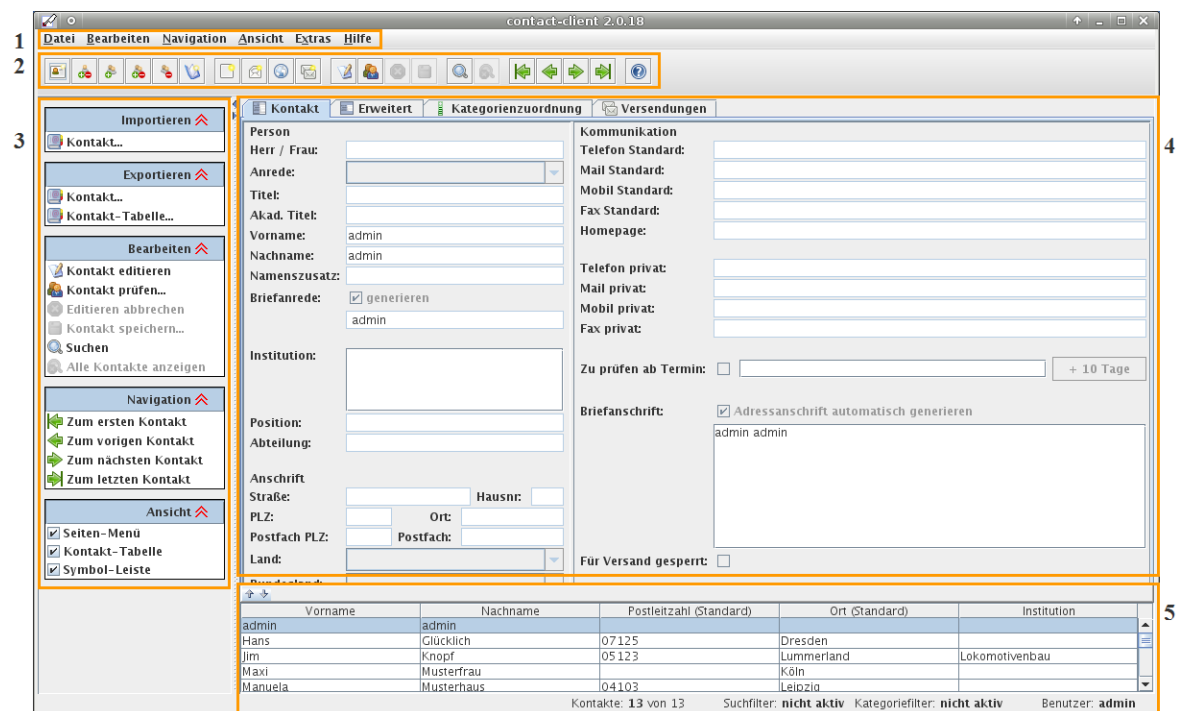 contact-client 2.0.18
1
Datei Bearbeiten Navigation Ansicht Extras Hilfe
2
3
Importieren
Kontakt...
Exportieren
Kontakt...
Kontakt-Tabelle...
Bearbeiten
Kontakt editieren
Kontakt prüfen...
Editieren abbrechen
Kontakt speichern...
Suchen
Alle Kontakte anzeigen
Navigation
Zum ersten Kontakt
Zum vorigen Kontakt
Zum nächsten Kontakt
Zum letzten Kontakt
Ansicht
Seiten-Menü
Kontakt-Tabelle
Symbol-Leiste
Kontakt Erweitert Kategorienzuordnung Versendungen
4
Person
Herr / Frau:
Anrede:
Titel:
Akad. Titel:
Vorname: admin
Nachname: admin
Namenszusatz:
Briefanrede: generieren
admin
Institution:
Position:
Abteilung:
Anschrift
Straße: Hausnr:
PLZ: Ort:
Postfach PLZ: Postfach:
Land:
Bundesland:
Kommunikation
Telefon Standard:
Mail Standard:
Mobil Standard:
Fax Standard:
Homepage:
Telefon privat:
Mail privat:
Mobil privat:
Fax privat:
Zu prüfen ab Termin: + 10 Tage
Briefanschrift: Adressanschrift automatisch generieren
admin admin
Für Versand gesperrt:
5
Vorname Nachname Postleitzahl (Standard) Ort (Standard) Institution
admin admin
Hans Glücklich 07125 Dresden
Jim Knopf 05123 Lummerland Lokomotivenbau
Maxi Musterfrau Köln
Manuela Musterhaus 04103 Leipzig
Kontakte: 13 von 13 Suchfilter: nicht aktiv Kategoriefilter: nicht aktiv Benutzer: admin